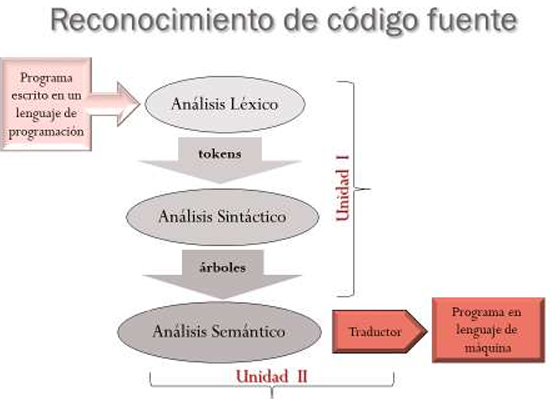 Reconocimiento de código fuente
Programa
escrito en un
lenguaje de
programación
Análisis Léxico
tokens
Análisis Sintáctico
árboles
Análisis Semántico
Unidad I
Traductor
Programa en
lenguaje de
máquina
Unidad II